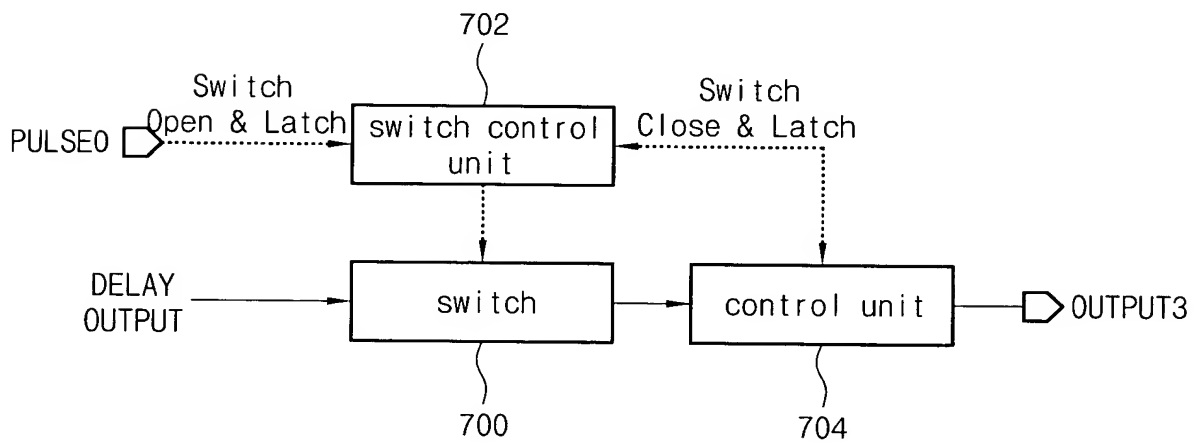 702
Switch
Open & Latch
PULSE0
switch control
unit
Switch
Close & Latch
DELAY
OUTPUT
switch
control unit
OUTPUT3
700
704